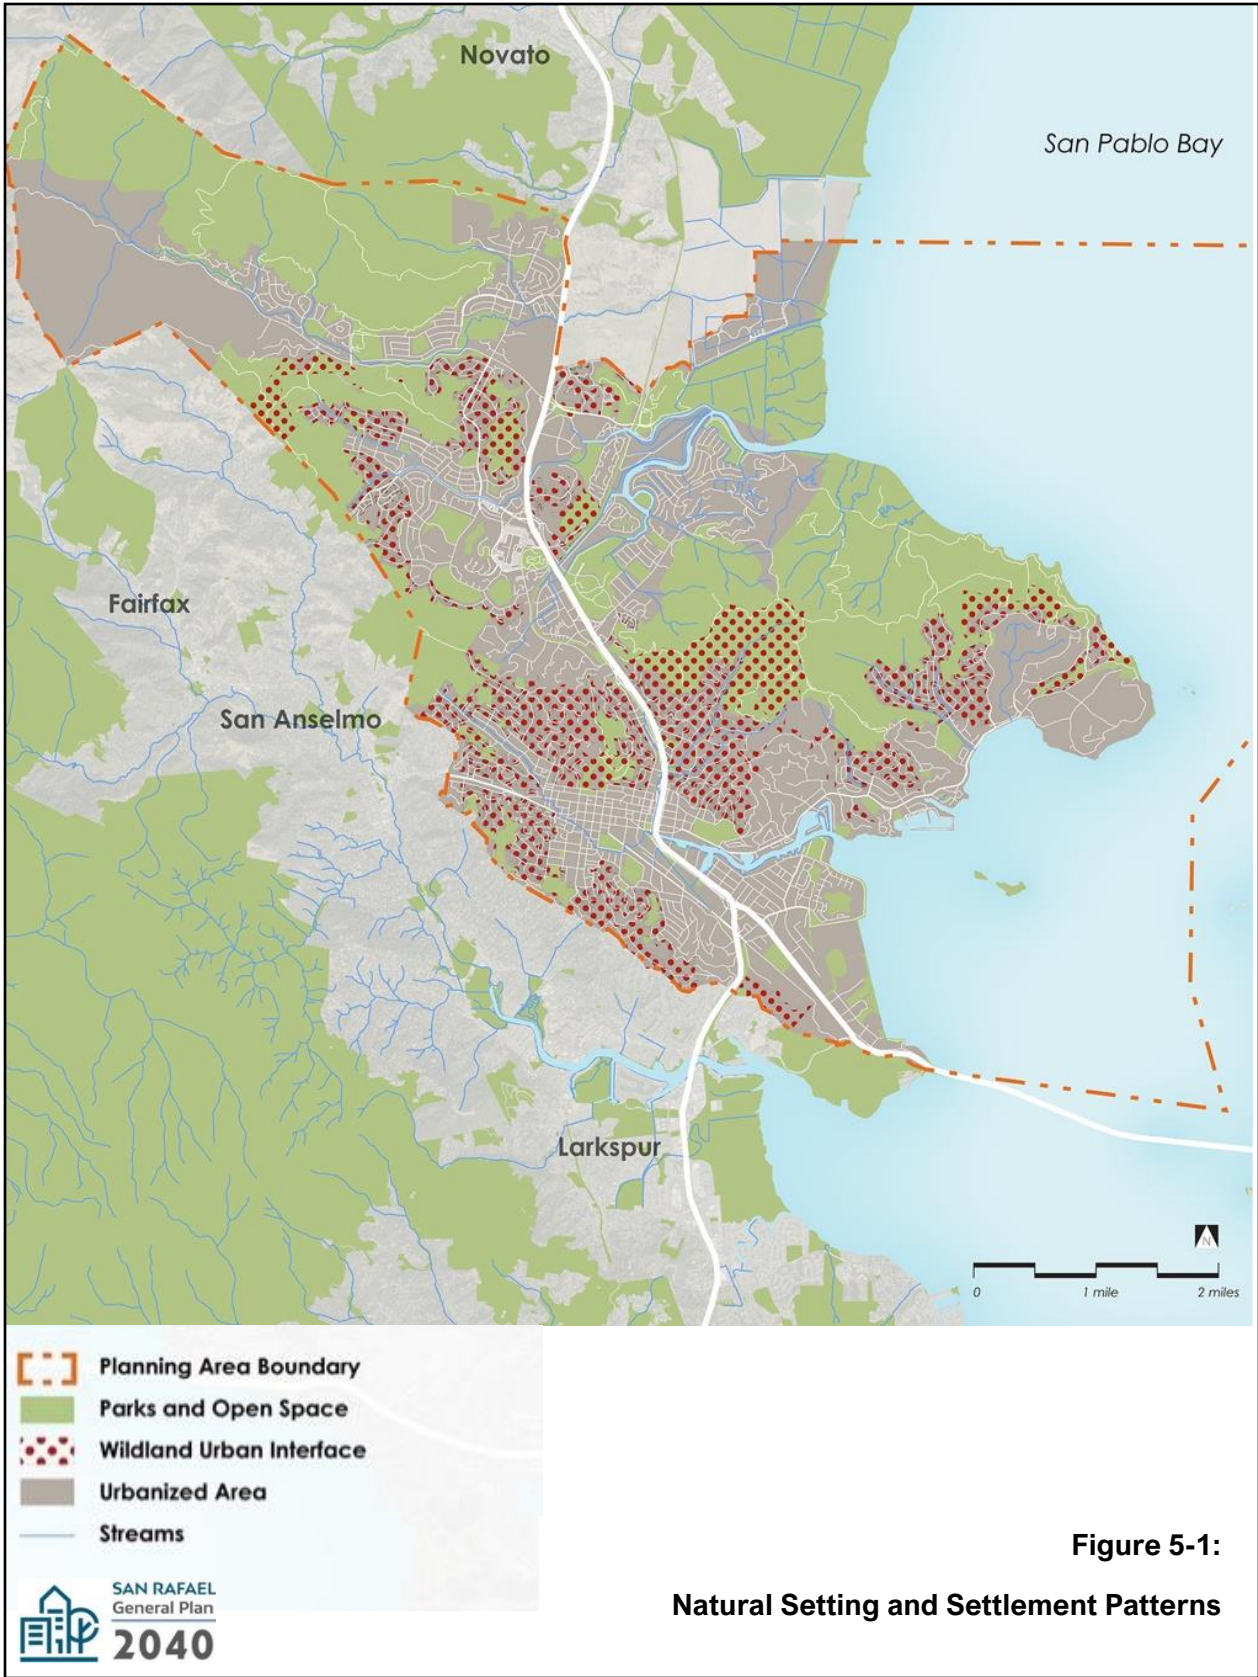 Novato
San Pablo Bay
Fairfax
San Anselmo
Larkspur
N
0 1 mile 2 miles
Planning Area Boundary
Parks and Open Space
Wildland Urban Interface
Urbanized Area
Streams
SAN RAFAEL
General Plan
2040
Figure 5-1:
Natural Setting and Settlement Patterns